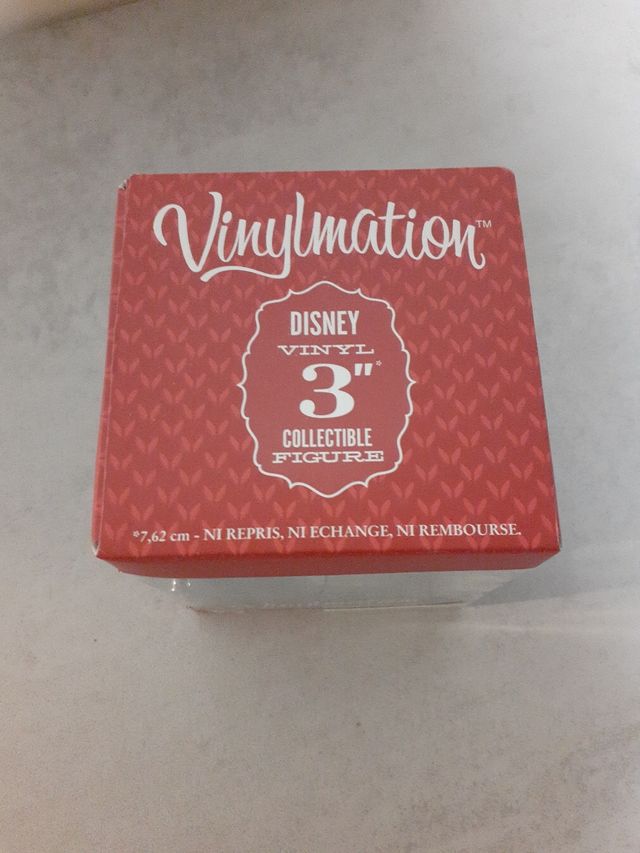 Vinylmation™
DISNEY
VINYL
3"*
COLLECTIBLE
FIGURE
*7,62 cm - NI REPRIS, NI ECHANGE, NI REMBOURSE.